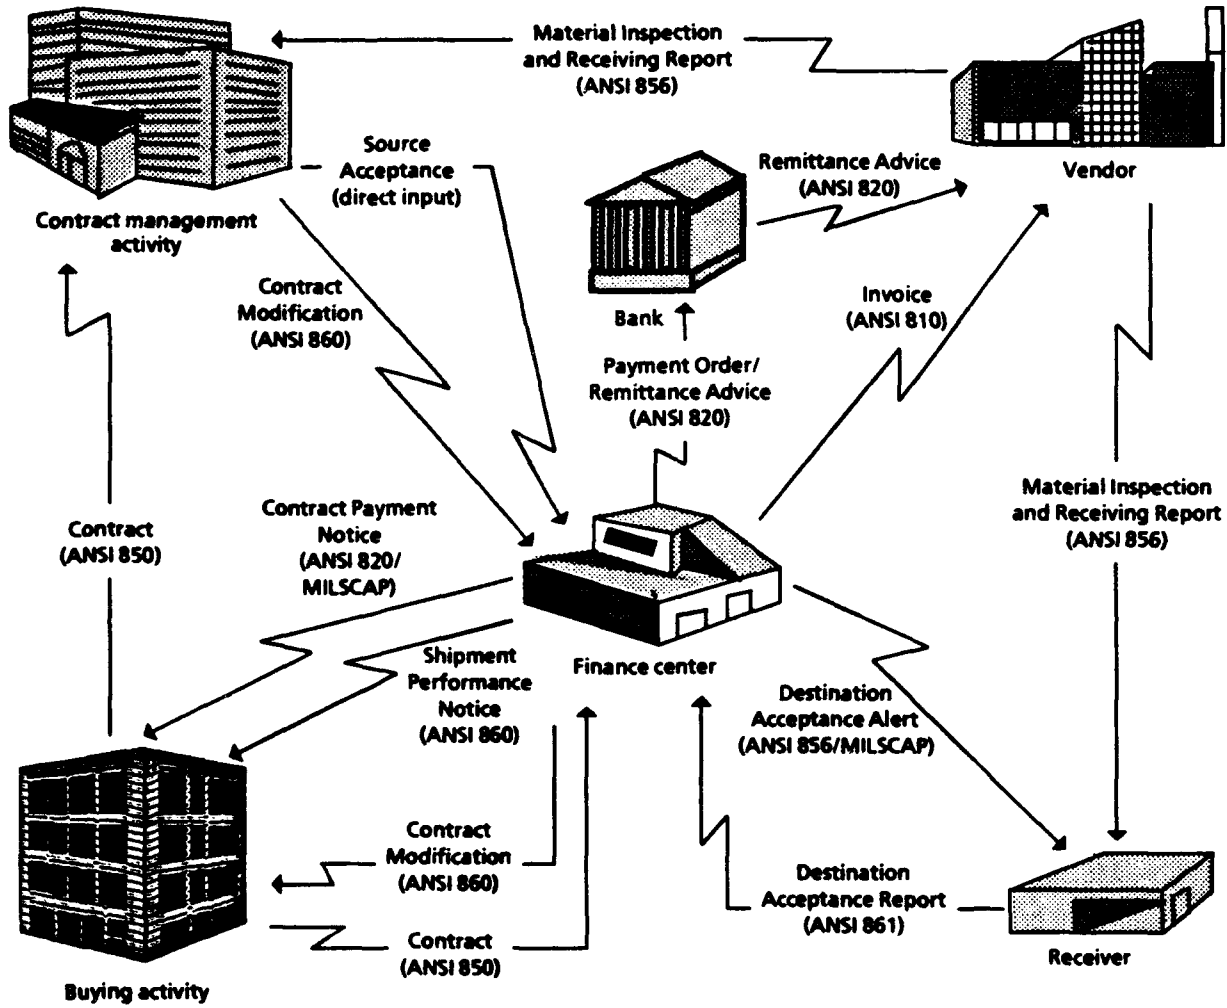 Material Inspection
and Receiving Report
(ANSI 856)
Source
Acceptance
(direct input)
Remittance Advice
(ANSI 820)
Vendor
Contract management
activity
Contract
Modification
(ANSI 860)
Bank
Invoice
(ANSI 810)
Payment Order/
Remittance Advice
(ANSI 820)
Contract
(ANSI 850)
Contract Payment
Notice
(ANSI 820/
MILSCAP)
Material Inspection
and Receiving Report
(ANSI 856)
Shipment
Performance
Notice
(ANSI 860)
Finance center
Destination
Acceptance Alert
(ANSI 856/MILSCAP)
Contract
Modification
(ANSI 860)
Destination
Acceptance Report
(ANSI 861)
Contract
(ANSI 850)
Receiver
Buying activity